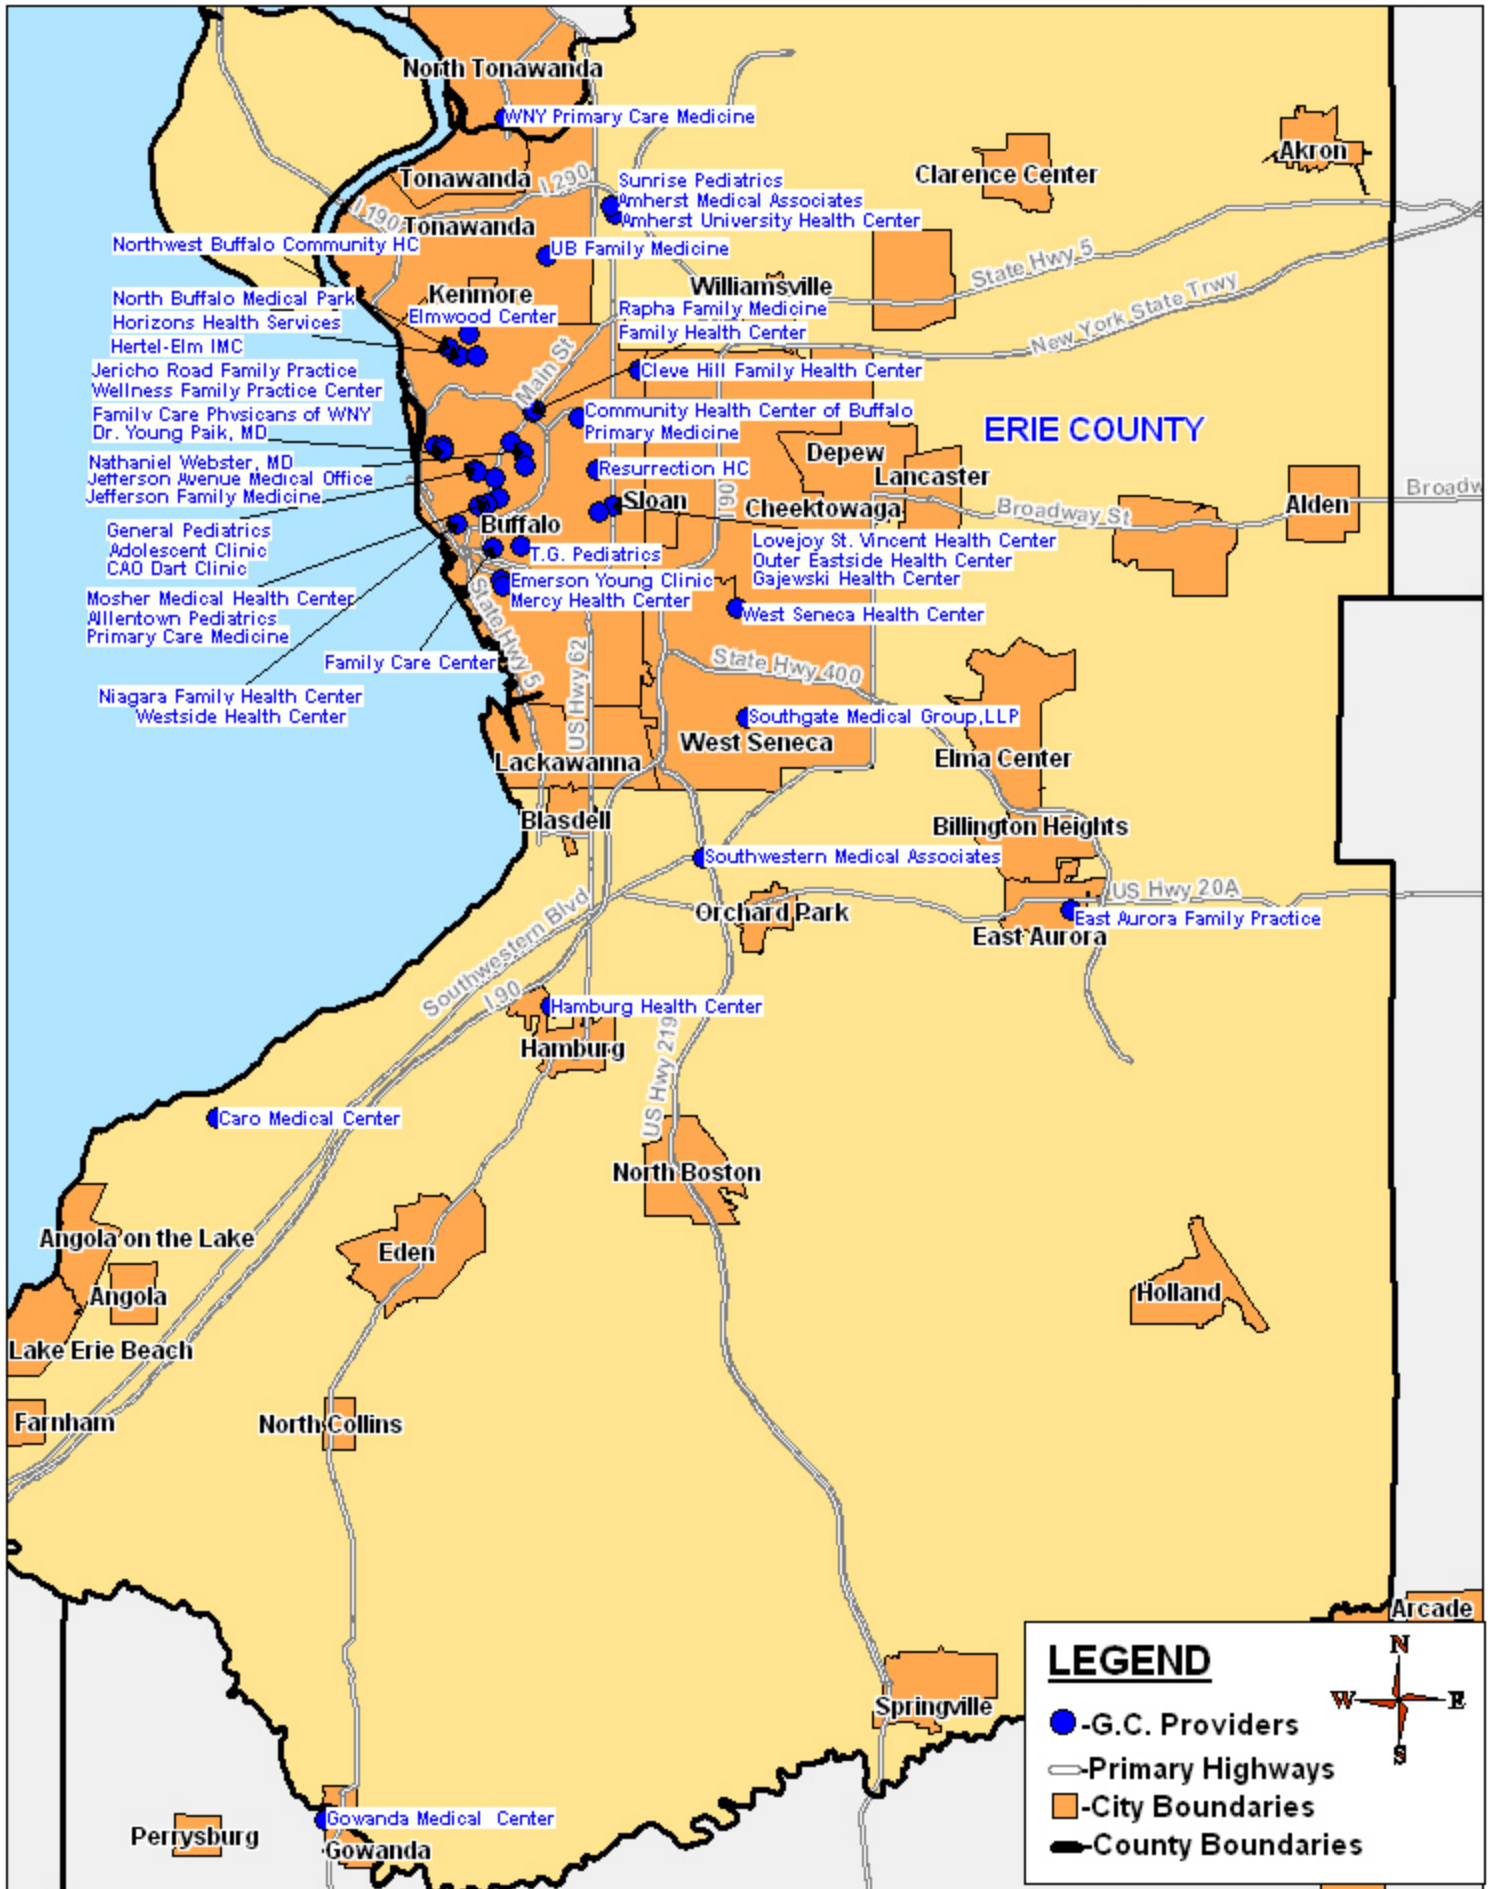 North Tonawanda
WNY Primary Care Medicine
Akron
Clarence Center
Tonawanda
I 290
Sunrise Pediatrics
Amherst Medical Associates
Amherst University Health Center
I 190
Tonawanda
Northwest Buffalo Community HC
UB Family Medicine
State Hwy 5
Williamsville
New York State Trwy
Kenmore
Elmwood Center
North Buffalo Medical Park
Horizons Health Services
Hertel-Elm IMC
Rapha Family Medicine
Family Health Center
Main St
Cleve Hill Family Health Center
Jericho Road Family Practice
Wellness Family Practice Center
Family Care Physicans of WNY
Dr. Young Paik, MD
Community Health Center of Buffalo
Primary Medicine
ERIE COUNTY
Depew
Nathaniel Webster, MD
Jefferson Avenue Medical Office
Jefferson Family Medicine
Resurrection HC
Lancaster
I 90
Sloan
Cheektowaga
Broadway St
Alden
Broadw
Buffalo
General Pediatrics
Adolescent Clinic
CAO Dart Clinic
T.G. Pediatrics
Lovejoy St. Vincent Health Center
Outer Eastside Health Center
Gajewski Health Center
Emerson Young Clinic
Mercy Health Center
Mosher Medical Health Center
Alllentown Pediatrics
Primary Care Medicine
West Seneca Health Center
State Hwy 5
US Hwy 62
State Hwy 400
Family Care Center
Niagara Family Health Center
Westside Health Center
Southgate Medical Group,LLP
West Seneca
Lackawanna
Elma Center
Blasdell
Billington Heights
Southwestern Medical Associates
US Hwy 20A
Orchard Park
East Aurora Family Practice
East Aurora
Southwestern Blvd
I 90
Hamburg Health Center
Hamburg
US Hwy 219
Caro Medical Center
North Boston
Angola on the Lake
Eden
Angola
Holland
Lake Erie Beach
Farnham
North Collins
Arcade
Springville
Gowanda Medical Center
Perrysburg
Gowanda
LEGEND
N
W
E
S
-G.C. Providers
-Primary Highways
-City Boundaries
-County Boundaries